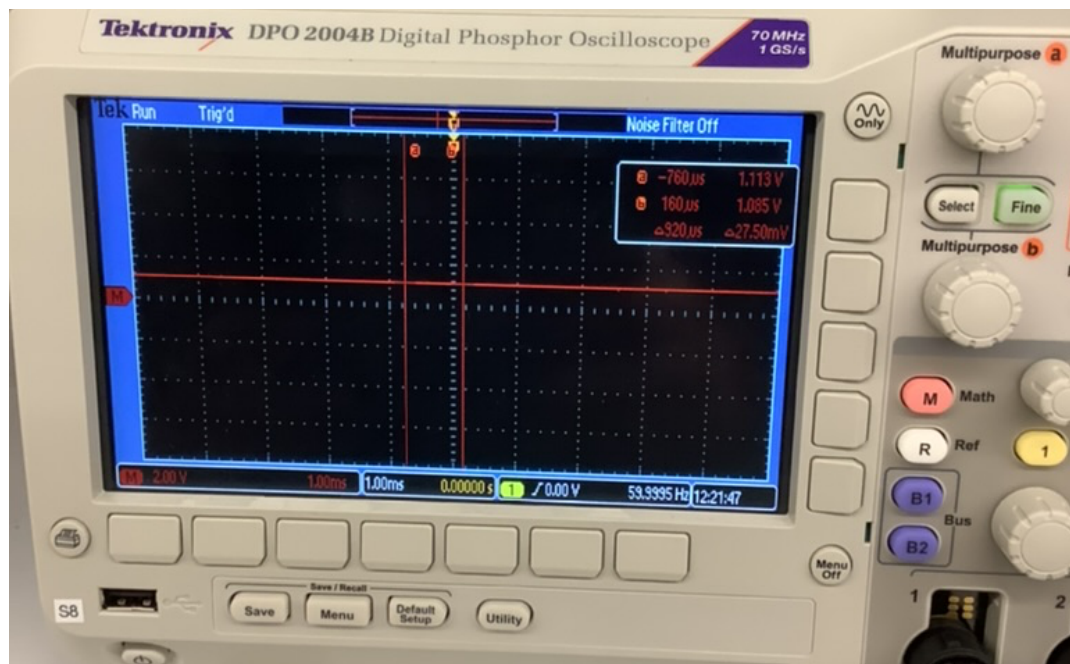 Tektronix DPO 2004B Digital Phosphor Oscilloscope
70 MHz
1 GS/s
Tek Run Trig'd
Noise Filter Off
a b
a -760µs 1.113 V
b 160µs 1.085 V
△920µs △27.50mV
M
M 2.00 V 1.00ms
1.00ms 0.00000 s
1 0.00 V 59.9995 Hz
12:21:47
Only
Multipurpose a
Select Fine
Multipurpose b
M Math
R Ref
1
B1
Bus
B2
Menu
Off
1 2
S8
Save / Recall
Save
Menu
Default
Setup
Utility